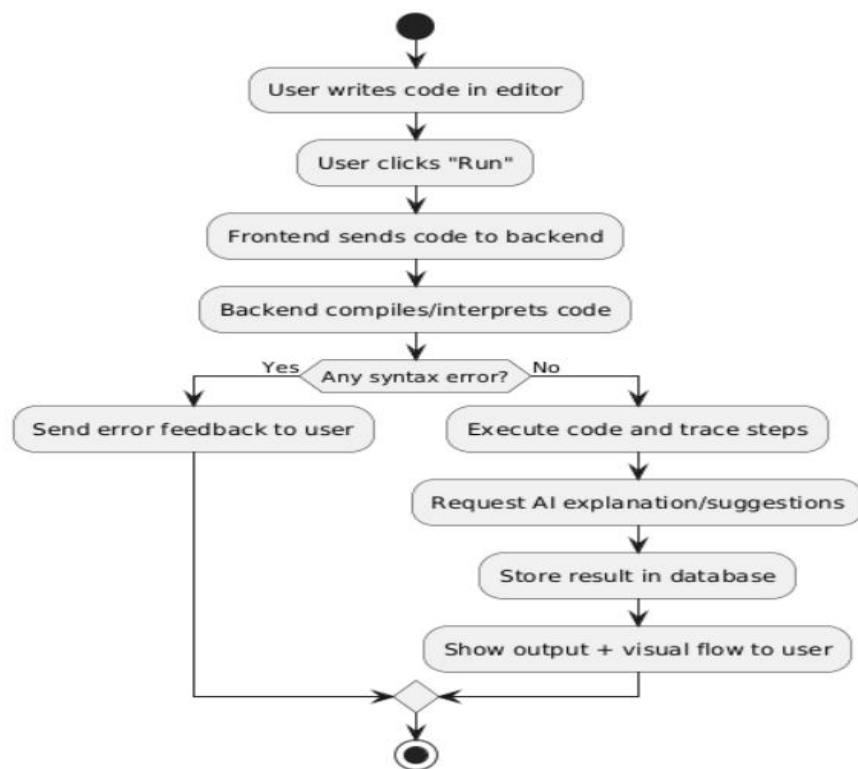 User writes code in editor
User clicks "Run"
Frontend sends code to backend
Backend compiles/interprets code
Yes
Any syntax error?
No
Send error feedback to user
Execute code and trace steps
Request AI explanation/suggestions
Store result in database
Show output + visual flow to user